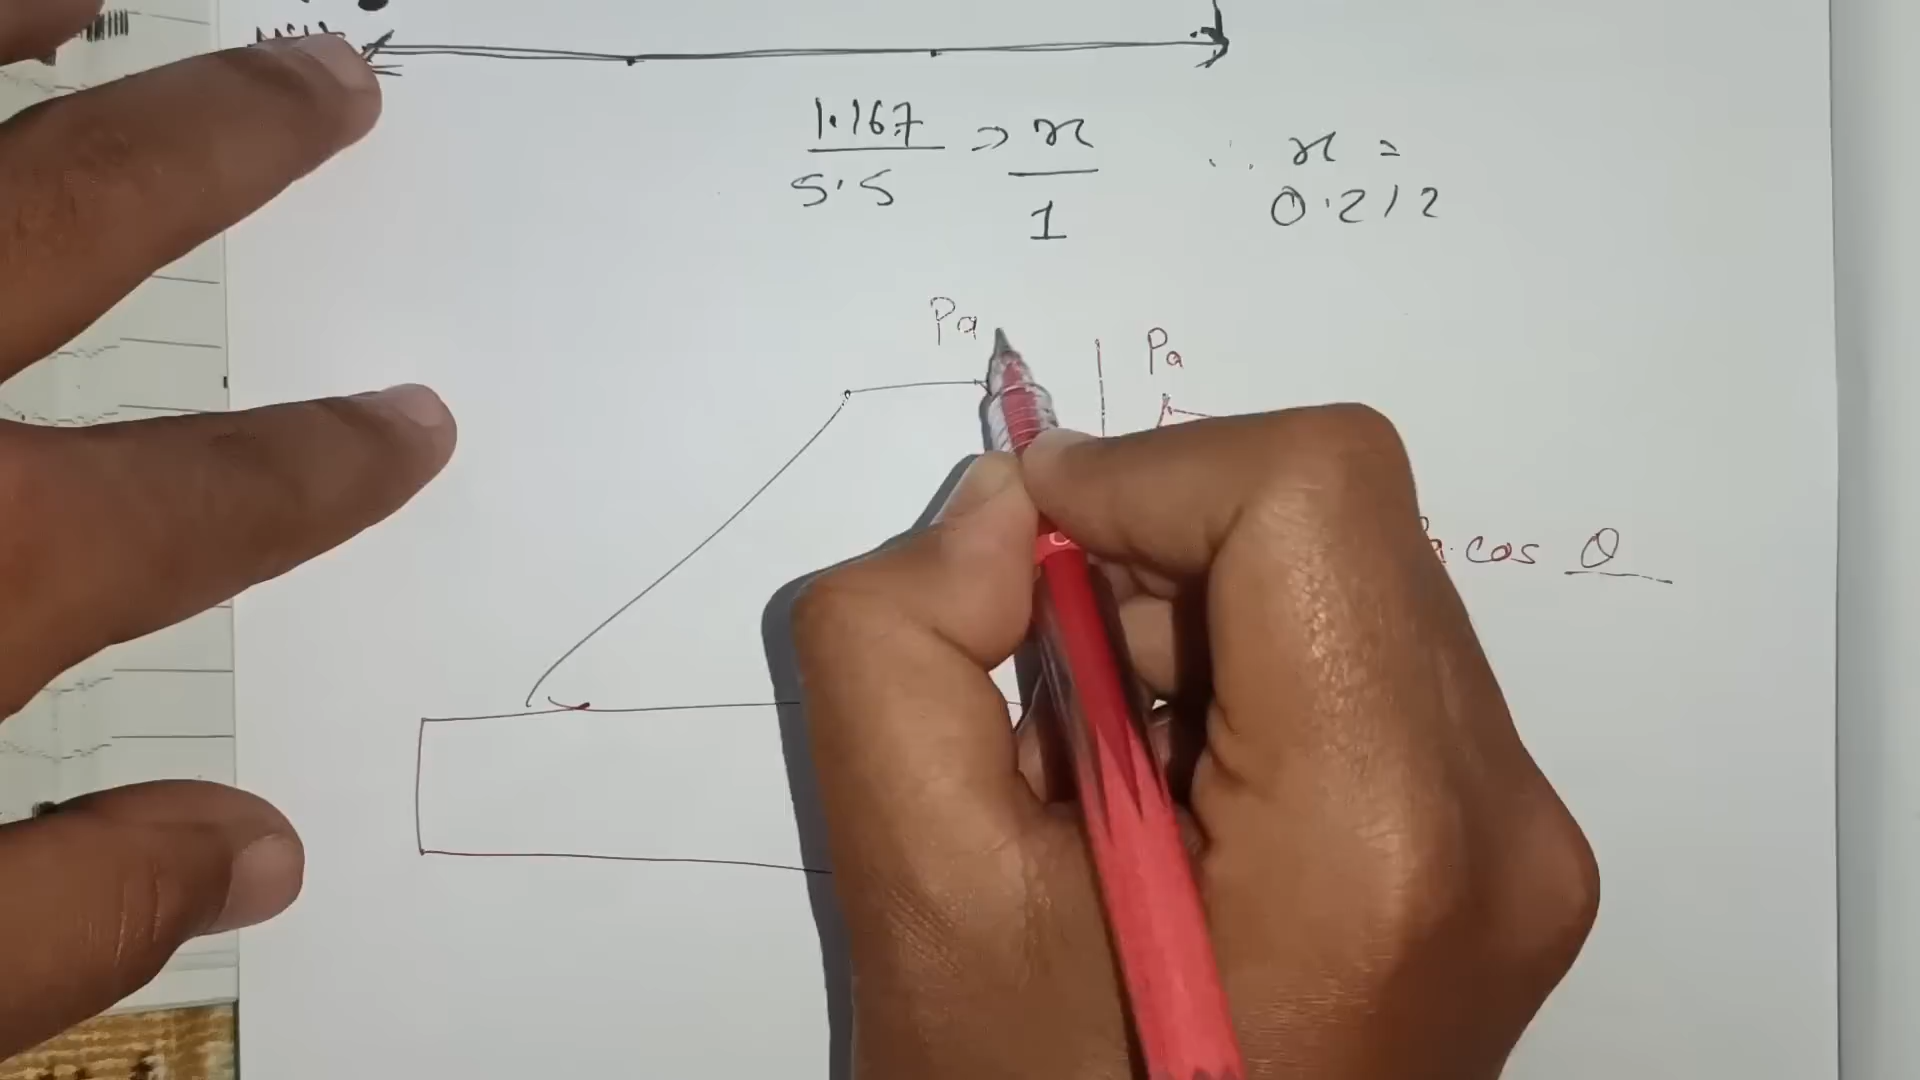 1.167 => x ∴ x =
5.5 1 0.212
Pa
Pa
cos θ